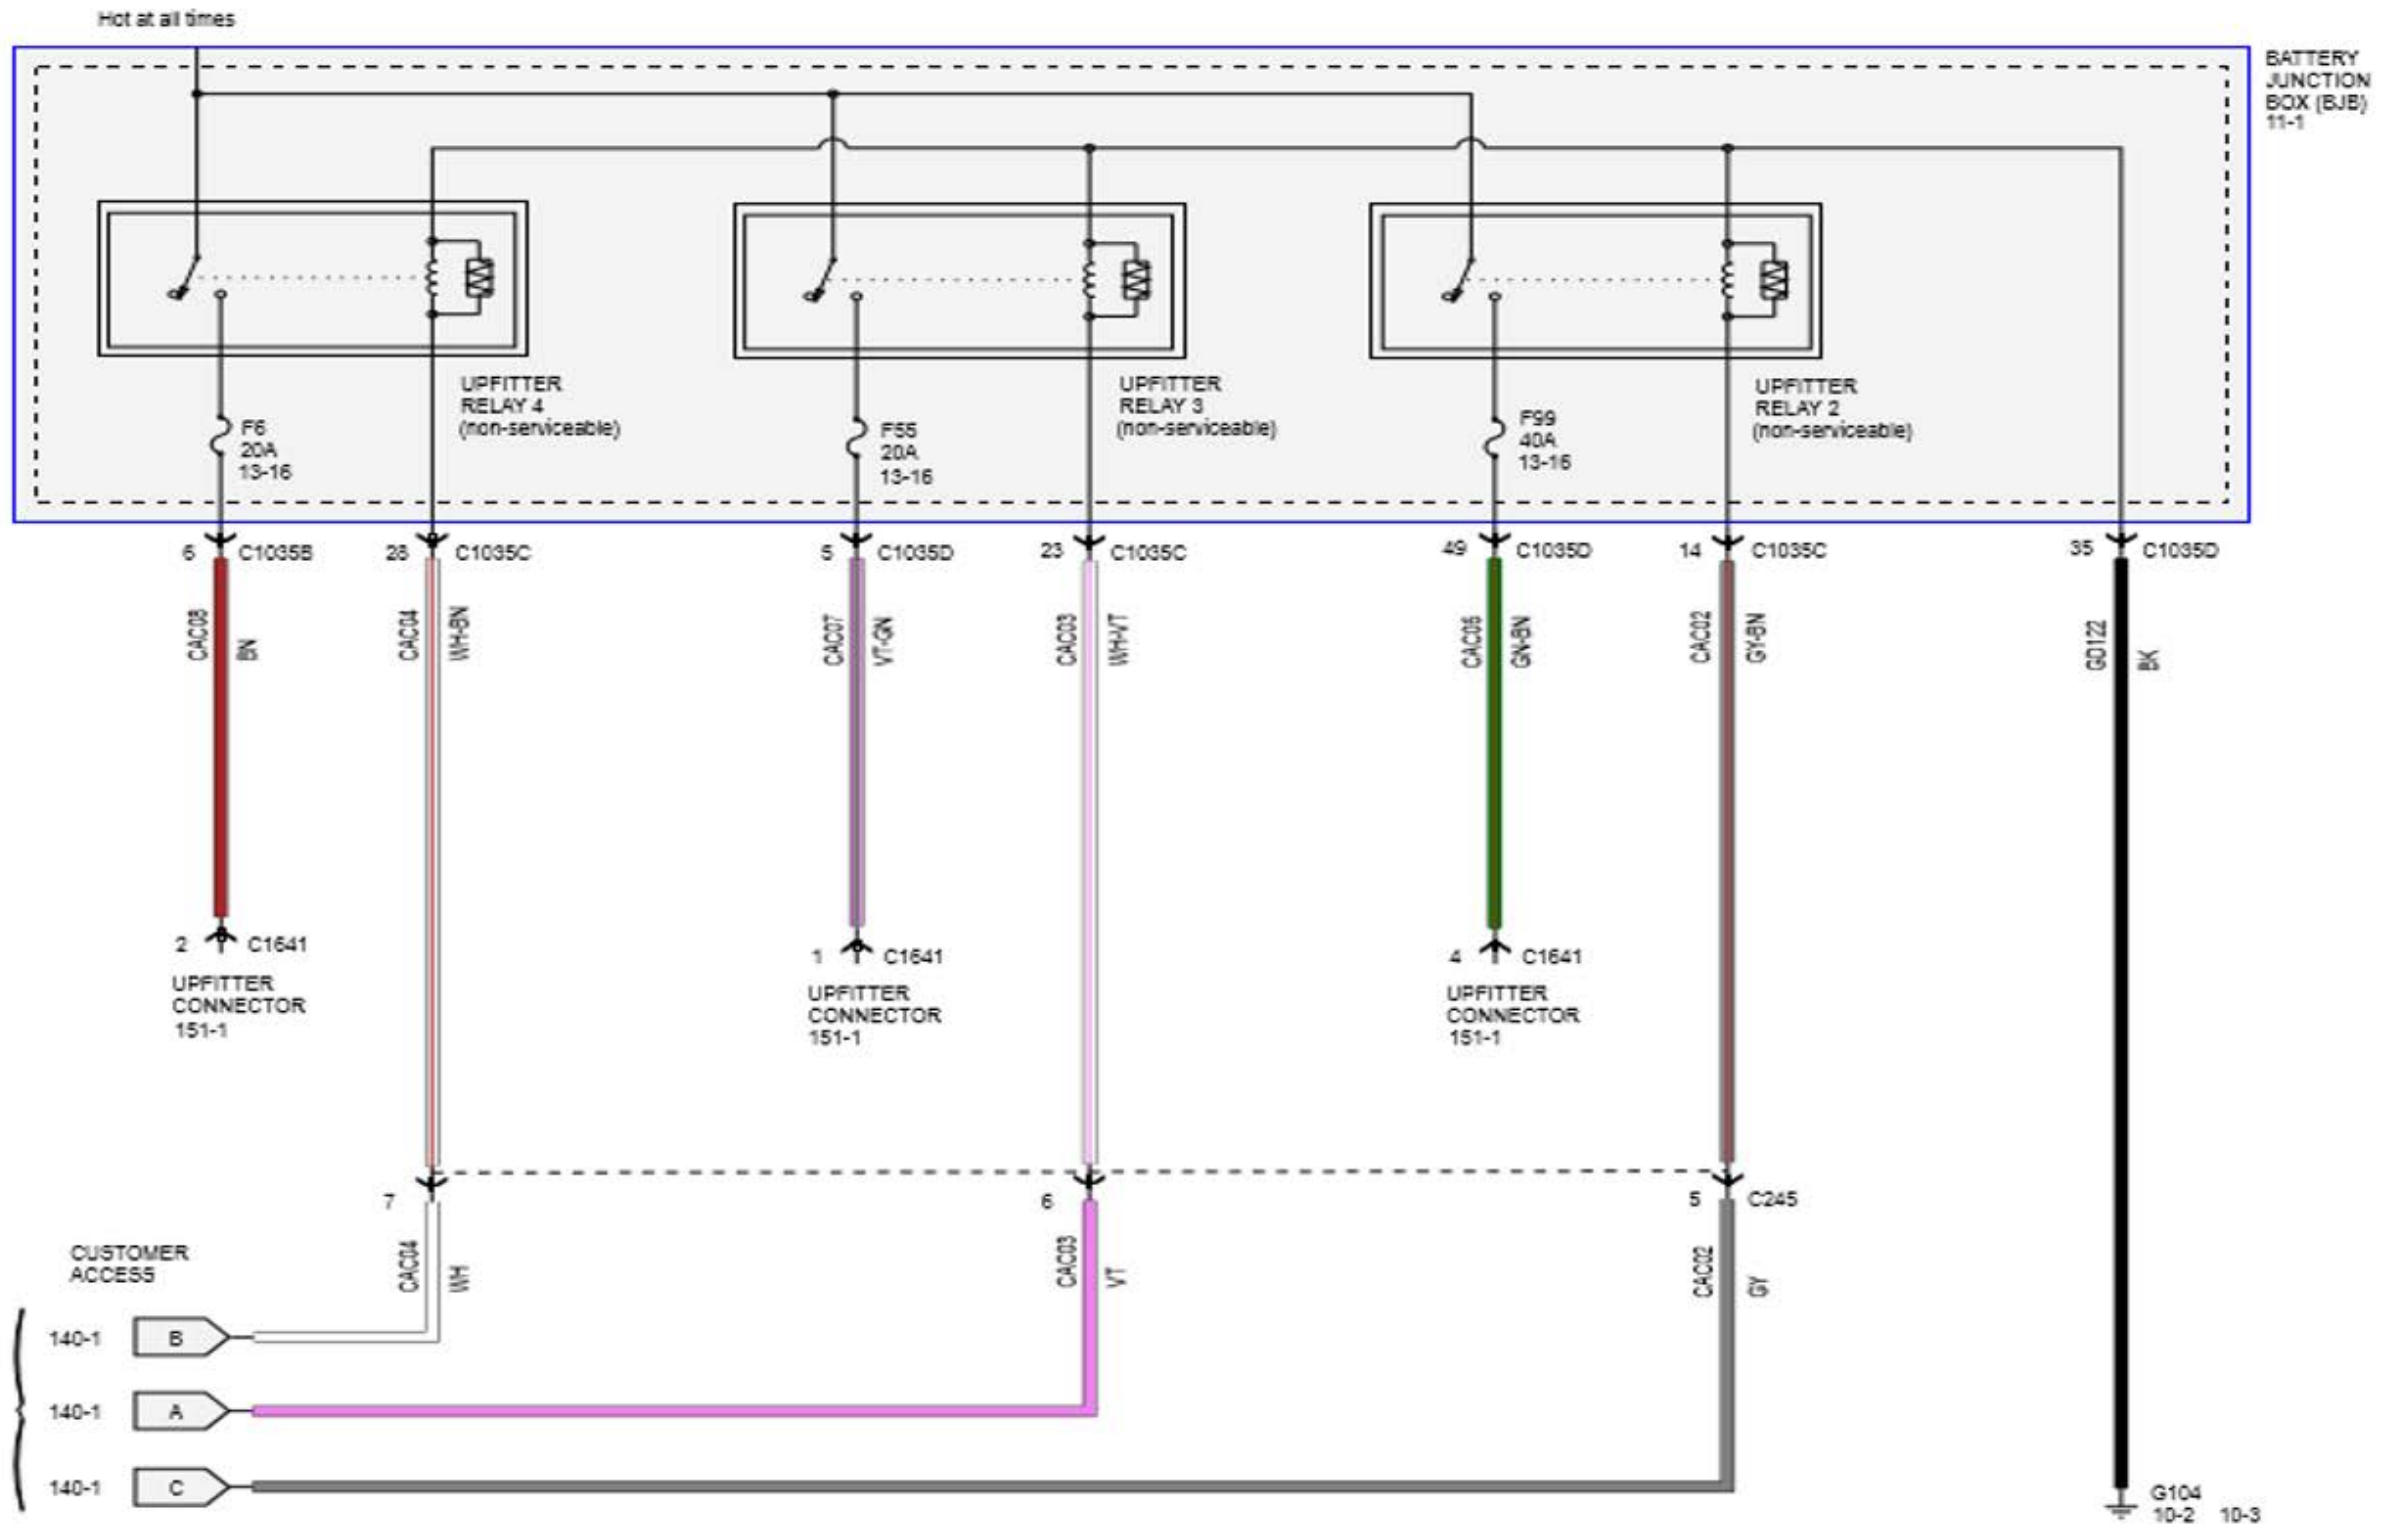 Hot at all times
BATTERY
JUNCTION
BOX (BJB)
11-1
UPFITTER
RELAY 4
(non-serviceable)
UPFITTER
RELAY 3
(non-serviceable)
UPFITTER
RELAY 2
(non-serviceable)
F6
20A
13-16
F55
20A
13-16
F99
40A
13-16
6 C1035B
28 C1035C
5 C1035D
23 C1035C
49 C1035D
14 C1035C
35 C1035D
CAC08
BN
CAC04
WH-BN
CAC07
VT-GN
CAC03
WH-VT
CAC06
GN-BN
CAC02
GY-BN
GD122
BK
2 C1641
UPFITTER
CONNECTOR
151-1
1 C1641
UPFITTER
CONNECTOR
151-1
4 C1641
UPFITTER
CONNECTOR
151-1
7
6
5 C245
CAC04
WH
CAC03
VT
CAC02
GY
CUSTOMER
ACCESS
140-1 B
140-1 A
140-1 C
G104
10-2 10-3